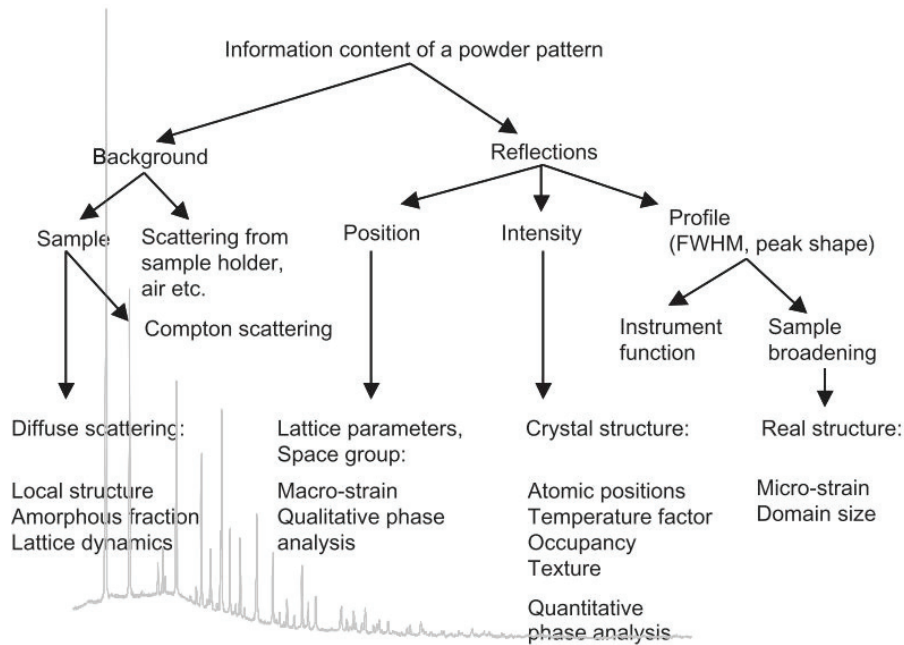 Information content of a powder pattern
Background
Reflections
Sample
Scattering from
sample holder,
air etc.
Position
Intensity
Profile
(FWHM, peak shape)
Compton scattering
Instrument
function
Sample
broadening
Diffuse scattering:
Local structure
Amorphous fraction
Lattice dynamics
Lattice parameters,
Space group:
Macro-strain
Qualitative phase
analysis
Crystal structure:
Atomic positions
Temperature factor
Occupancy
Texture
Quantitative
phase analysis
Real structure:
Micro-strain
Domain size